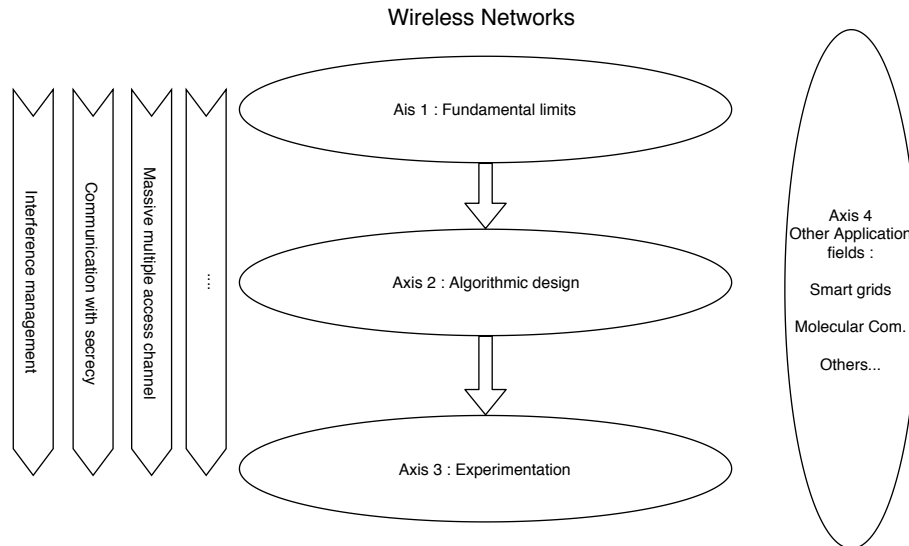 Wireless Networks
Interference management
Communication with secrecy
Massive multiple access channel
....
Ais 1 : Fundamental limits
Axis 2 : Algorithmic design
Axis 3 : Experimentation
Axis 4
Other Application
fields :
Smart grids
Molecular Com.
Others...